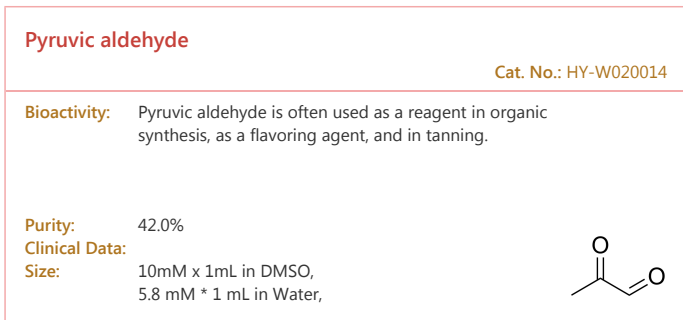 Pyruvic aldehyde
Cat. No.: HY-W020014
Bioactivity: Pyruvic aldehyde is often used as a reagent in organic
synthesis, as a flavoring agent, and in tanning.
Purity: 42.0%
Clinical Data:
Size: 10mM x 1mL in DMSO,
5.8 mM * 1 mL in Water,
O
O